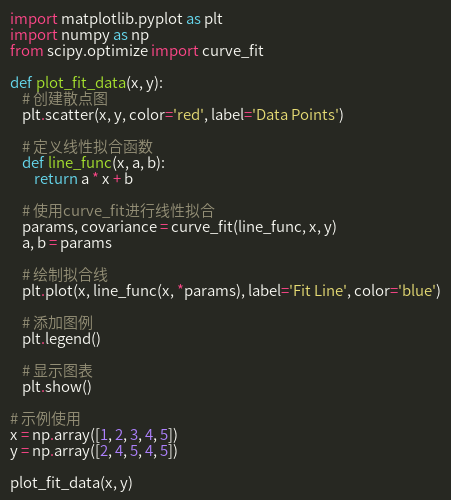 import matplotlib.pyplot as plt
import numpy as np
from scipy.optimize import curve_fit

def plot_fit_data(x, y):
    # 创建散点图
    plt.scatter(x, y, color='red', label='Data Points')

    # 定义线性拟合函数
    def line_func(x, a, b):
        return a * x + b

    # 使用curve_fit进行线性拟合
    params, covariance = curve_fit(line_func, x, y)
    a, b = params

    # 绘制拟合线
    plt.plot(x, line_func(x, *params), label='Fit Line', color='blue')

    # 添加图例
    plt.legend()

    # 显示图表
    plt.show()

# 示例使用
x = np.array([1, 2, 3, 4, 5])
y = np.array([2, 4, 5, 4, 5])

plot_fit_data(x, y)